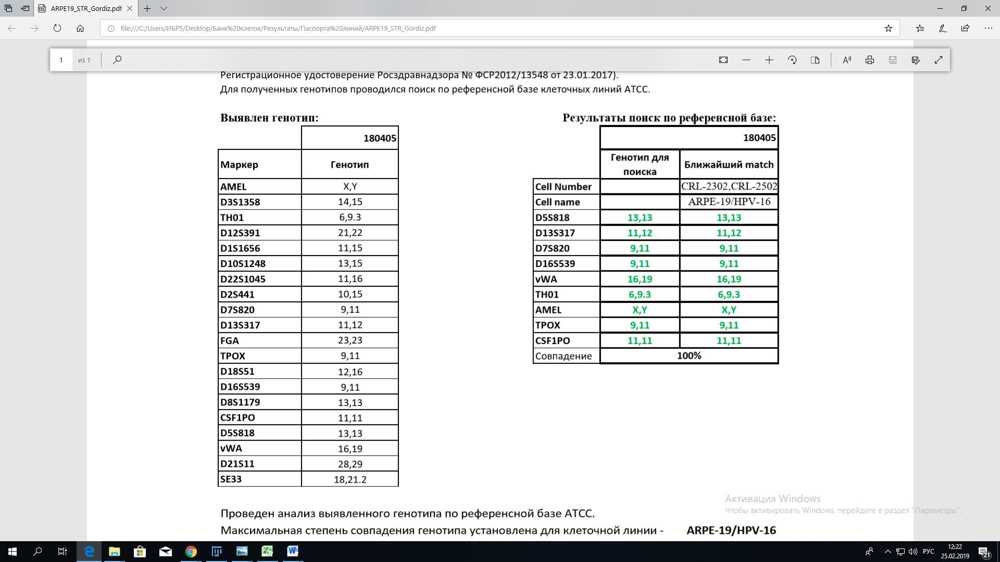 ARPE19_STR_Gordiz.pdf
file:///C:/Users/ИБР5/Desktop/Банк%20клеток/Результаты/Паспорта%20линий/ARPE19_STR_Gordiz.pdf
1 из 1
Регистрационное удостоверение Росздравнадзора № ФСР2012/13548 от 23.01.2017).
Для полученных генотипов проводился поиск по референсной базе клеточных линий АТСС.
Выявлен генотип:
180405
Маркер Генотип
AMEL X,Y
D3S1358 14,15
TH01 6,9.3
D12S391 21,22
D1S1656 11,15
D10S1248 13,15
D22S1045 11,16
D2S441 10,15
D7S820 9,11
D13S317 11,12
FGA 23,23
TPOX 9,11
D18S51 12,16
D16S539 9,11
D8S1179 13,13
CSF1PO 11,11
D5S818 13,13
vWA 16,19
D21S11 28,29
SE33 18,21.2
Результаты поиск по референсной базе:
180405
Генотип для поиска Ближайший match
Cell Number CRL-2302,CRL-2502
Cell name ARPE-19/HPV-16
D5S818 13,13 13,13
D13S317 11,12 11,12
D7S820 9,11 9,11
D16S539 9,11 9,11
vWA 16,19 16,19
TH01 6,9.3 6,9.3
AMEL X,Y X,Y
TPOX 9,11 9,11
CSF1PO 11,11 11,11
Совпадение 100%
Проведен анализ выявленного генотипа по референсной базе АТСС.
Максимальная степень совпадения генотипа установлена для клеточной линии - ARPE-19/HPV-16
Активация Windows
Чтобы активировать Windows, перейдите в раздел "Параметры".
РУС
12:22
25.02.2019
21